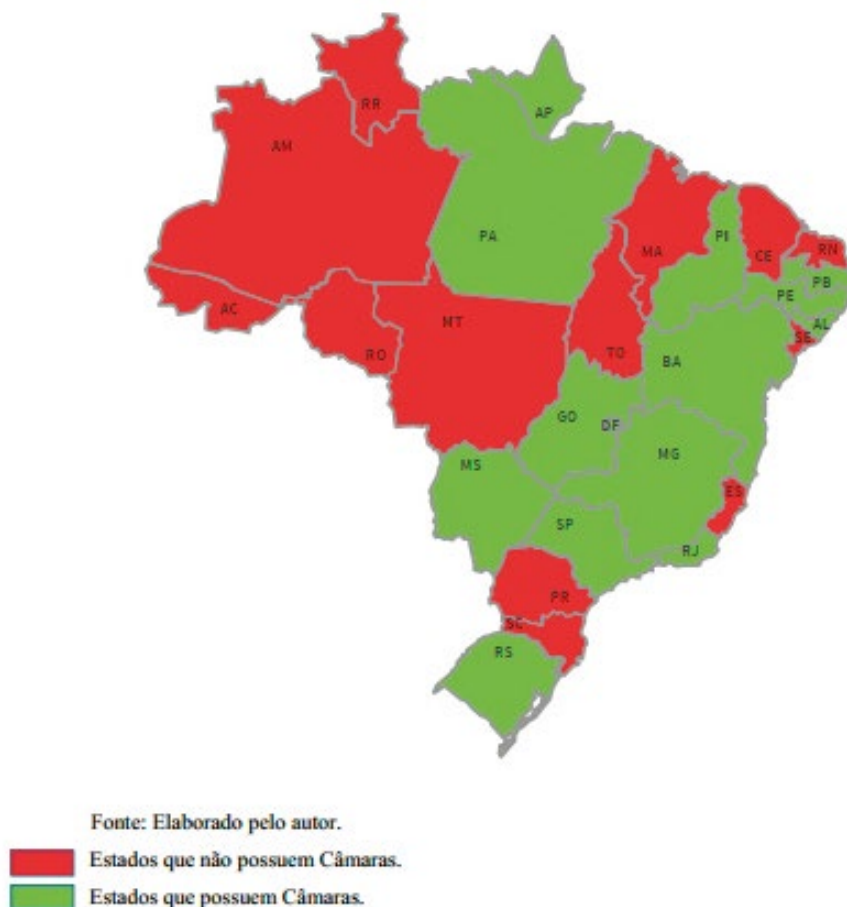 RR
AP
AM
PA
MA
PI
CE
RN
PB
PE
AL
SE
AC
RO
MT
TO
BA
GO
DF
MG
MS
ES
SP
RJ
PR
SC
RS
Fonte: Elaborado pelo autor.
Estados que não possuem Câmaras.
Estados que possuem Câmaras.